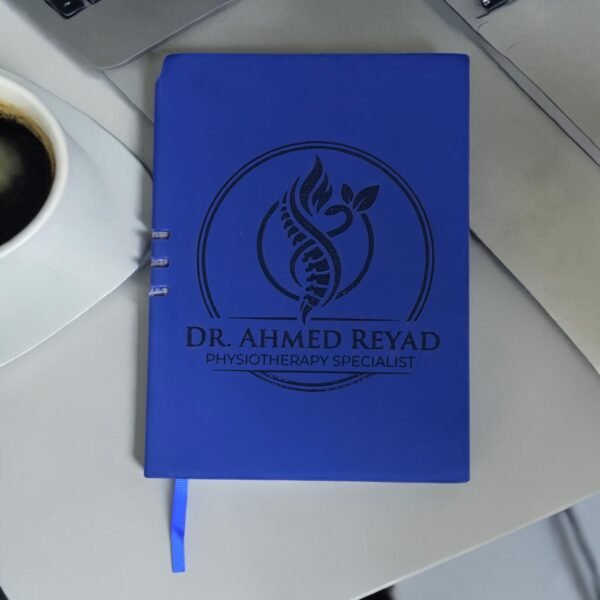 DR. AHMED REYAD
PHYSIOTHERAPY SPECIALIST